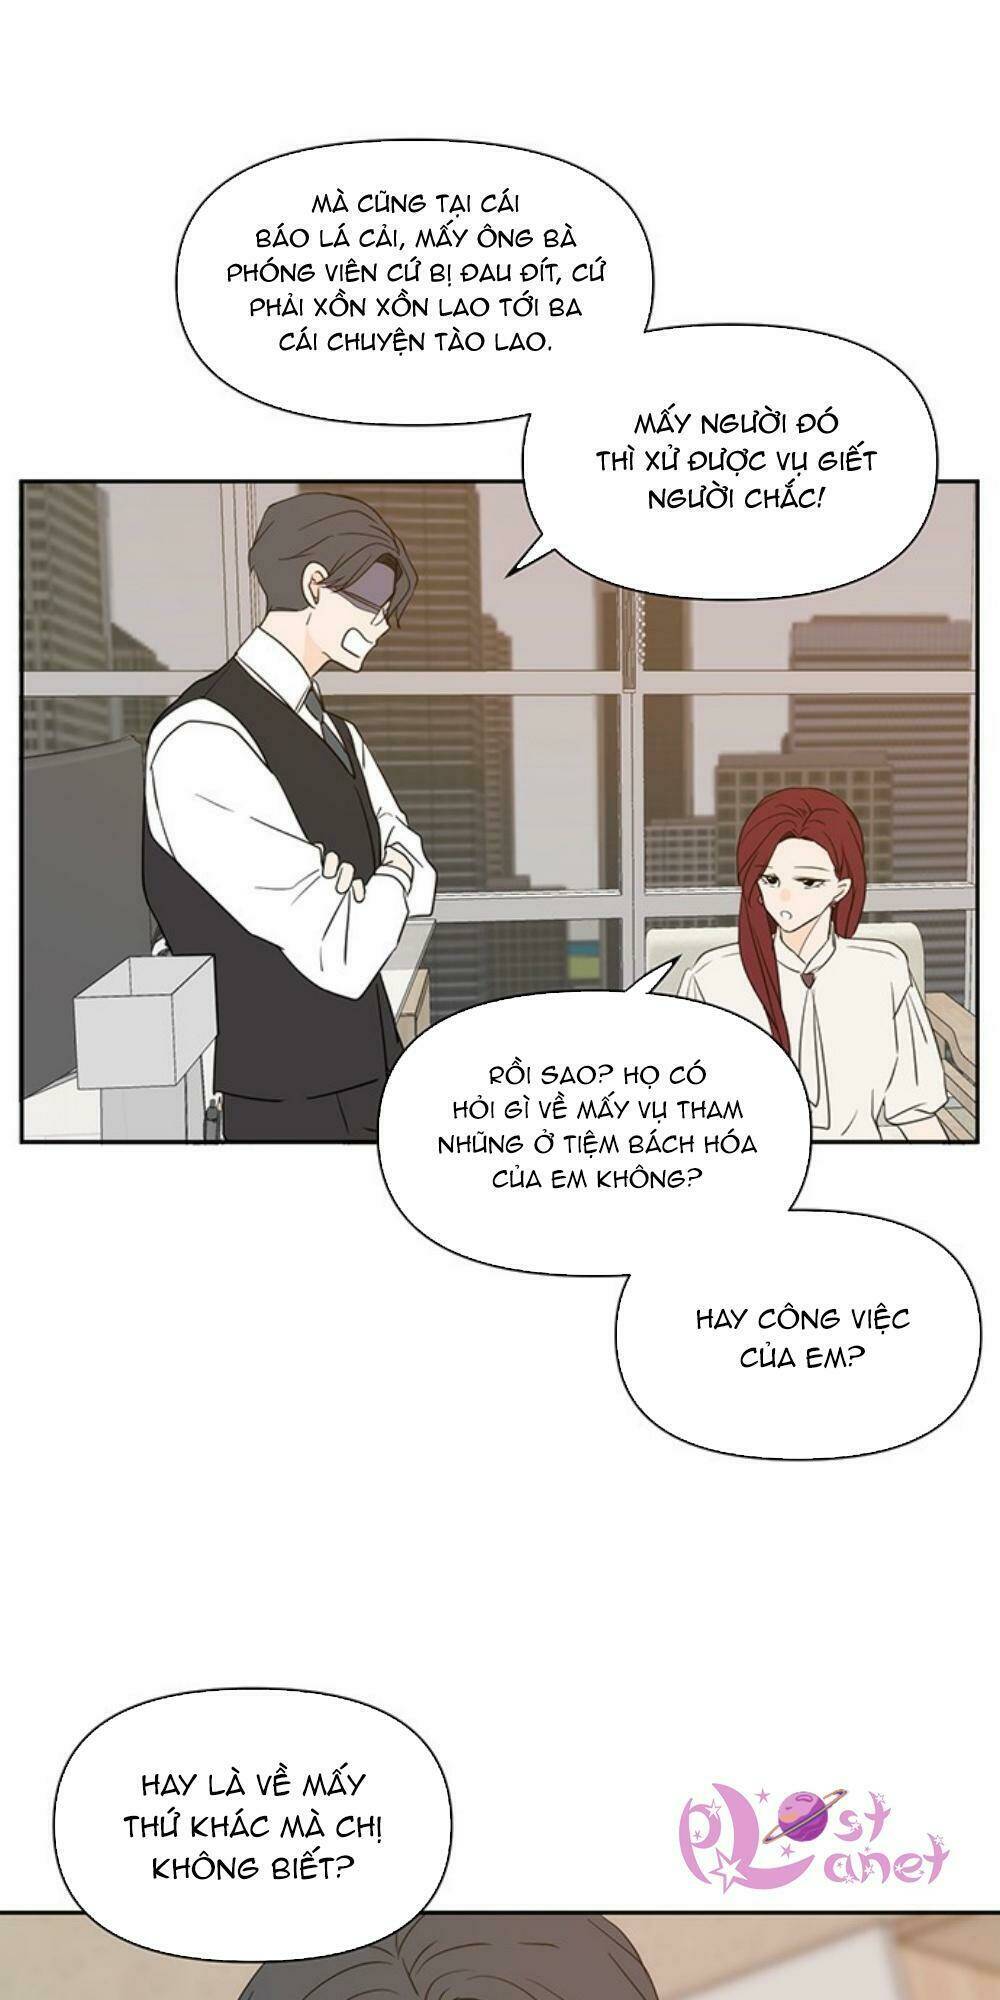 MÀ CŨNG TẠI CÁI
BÁO LÁ CẢI, MẤY ÔNG BÀ
PHÓNG VIÊN CỨ BỊ ĐAU ĐÍT, CỨ
PHẢI XỒN XỒN LAO TỚI BA
CÁI CHUYỆN TÀO LAO.
MẤY NGƯỜI ĐÓ
THÌ XỬ ĐƯỢC VỤ GIẾT
NGƯỜI CHẮC!
RỒI SAO? HỌ CÓ
HỎI GÌ VỀ MẤY VỤ THAM
NHŨNG Ở TIỆM BÁCH HÓA
CỦA EM KHÔNG?
HAY CÔNG VIỆC
CỦA EM?
HAY LÀ VỀ MẤY
THỨ KHÁC MÀ CHỊ
KHÔNG BIẾT?
Lost
Planet